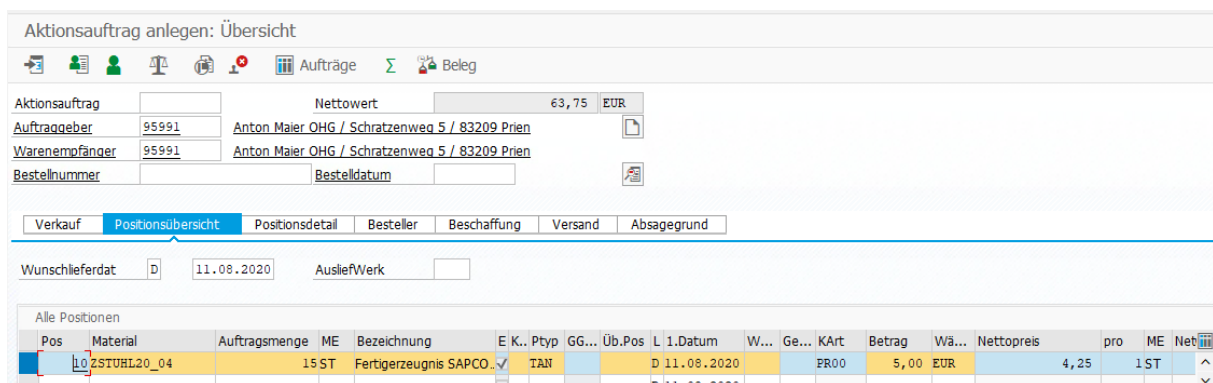 Aktionsauftrag anlegen: Übersicht
Aufträge Σ Beleg
Aktionsauftrag Nettowert 63,75 EUR
Auftraggeber 95991 Anton Maier OHG / Schratzenweg 5 / 83209 Prien
Warenempfänger 95991 Anton Maier OHG / Schratzenweg 5 / 83209 Prien
Bestellnummer Bestelldatum
Verkauf Positionsübersicht Positionsdetail Besteller Beschaffung Versand Absagegrund
Wunschlieferdat D 11.08.2020 AusliefWerk
Alle Positionen
Pos Material Auftragsmenge ME Bezeichnung E K.. Ptyp GG... Üb.Pos L 1.Datum W... Ge... KArt Betrag Wä... Nettopreis pro ME Net
10 ZSTUHL20_04 15 ST Fertigerzeugnis SAPCO.. TAN D 11.08.2020 PR00 5,00 EUR 4,25 1 ST